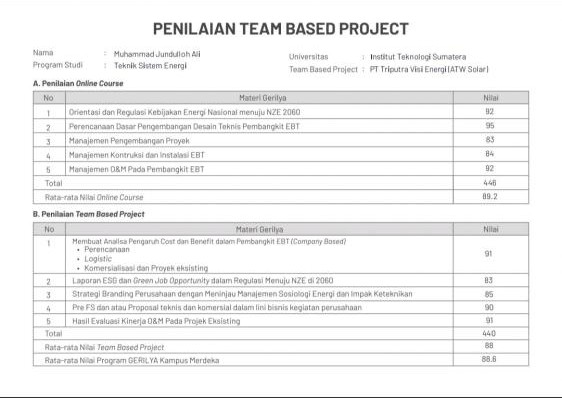 PENILAIAN TEAM BASED PROJECT
Nama : Muhammad Jundulloh Ali
Program Studi : Teknik Sistem Energi
Universitas : Institut Teknologi Sumatera
Team Based Project : PT Triputra Visii Energi (ATW Solar)
A. Penilaian Online Course
No Materi Gerilya Nilai
1 Orientasi dan Regulasi Kebijakan Energi Nasional menuju NZE 2060 92
2 Perencanaan Dasar Pengembangan Desain Teknis Pembangkit EBT 95
3 Manajemen Pengembangan Proyek 83
4 Manajemen Kontruksi dan Instalasi EBT 84
5 Manajemen O&M Pada Pembangkit EBT 92
Total 446
Rata-rata Nilai Online Course 89.2
B. Penilaian Team Based Project
No Materi Gerilya Nilai
1 Membuat Analisa Pengaruh Cost dan Benefit dalam Pembangkit EBT (Company Based) 91
• Perencanaan
• Logistic
• Komersialisasi dan Proyek eksisting
2 Laporan ESG dan Green Job Opportunity dalam Regulasi Menuju NZE di 2060 83
3 Strategi Branding Perusahaan dengan Meninjau Manajemen Sosiologi Energi dan Impak Keteknikan 85
4 Pre FS dan atau Proposal teknis dan komersial dalam lini bisnis kegiatan perusahaan 90
5 Hasil Evaluasi Kinerja O&M Pada Projek Eksisting 91
Total 440
Rata-rata Nilai Team Based Project 88
Rata-rata Nilai Program GERILYA Kampus Merdeka 88.6